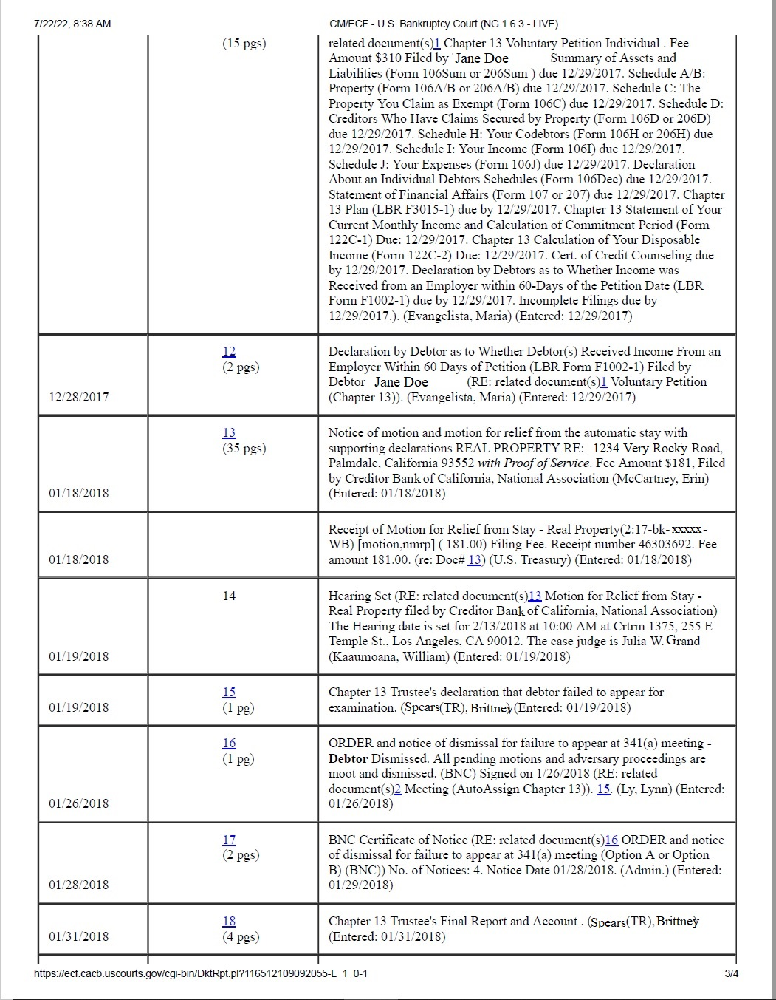 7/22/22, 8:38 AM
CM/ECF - U.S. Bankruptcy Court (NG 1.6.3 - LIVE)
(15 pgs)
related document(s)1 Chapter 13 Voluntary Petition Individual . Fee
Amount $310 Filed by Jane Doe Summary of Assets and
Liabilities (Form 106Sum or 206Sum ) due 12/29/2017. Schedule A/B:
Property (Form 106A/B or 206A/B) due 12/29/2017. Schedule C: The
Property You Claim as Exempt (Form 106C) due 12/29/2017. Schedule D:
Creditors Who Have Claims Secured by Property (Form 106D or 206D)
due 12/29/2017. Schedule H: Your Codebtors (Form 106H or 206H) due
12/29/2017. Schedule I: Your Income (Form 106I) due 12/29/2017.
Schedule J: Your Expenses (Form 106J) due 12/29/2017. Declaration
About an Individual Debtors Schedules (Form 106Dec) due 12/29/2017.
Statement of Financial Affairs (Form 107 or 207) due 12/29/2017. Chapter
13 Plan (LBR F3015-1) due by 12/29/2017. Chapter 13 Statement of Your
Current Monthly Income and Calculation of Commitment Period (Form
122C-1) Due: 12/29/2017. Chapter 13 Calculation of Your Disposable
Income (Form 122C-2) Due: 12/29/2017. Cert. of Credit Counseling due
by 12/29/2017. Declaration by Debtors as to Whether Income was
Received from an Employer within 60-Days of the Petition Date (LBR
Form F1002-1) due by 12/29/2017. Incomplete Filings due by
12/29/2017.). (Evangelista, Maria) (Entered: 12/29/2017)
12/28/2017
12
(2 pgs)
Declaration by Debtor as to Whether Debtor(s) Received Income From an
Employer Within 60 Days of Petition (LBR Form F1002-1) Filed by
Debtor Jane Doe (RE: related document(s)1 Voluntary Petition
(Chapter 13)). (Evangelista, Maria) (Entered: 12/29/2017)
01/18/2018
13
(35 pgs)
Notice of motion and motion for relief from the automatic stay with
supporting declarations REAL PROPERTY RE: 1234 Very Rocky Road,
Palmdale, California 93552 with Proof of Service. Fee Amount $181, Filed
by Creditor Bank of California, National Association (McCartney, Erin)
(Entered: 01/18/2018)
01/18/2018
Receipt of Motion for Relief from Stay - Real Property(2:17-bk-xxxxx-
WB) [motion,nmrp] ( 181.00) Filing Fee. Receipt number 46303692. Fee
amount 181.00. (re: Doc# 13) (U.S. Treasury) (Entered: 01/18/2018)
01/19/2018
14
Hearing Set (RE: related document(s)13 Motion for Relief from Stay -
Real Property filed by Creditor Bank of California, National Association)
The Hearing date is set for 2/13/2018 at 10:00 AM at Crtrm 1375, 255 E
Temple St., Los Angeles, CA 90012. The case judge is Julia W. Grand
(Kaaumoana, William) (Entered: 01/19/2018)
01/19/2018
15
(1 pg)
Chapter 13 Trustee's declaration that debtor failed to appear for
examination. (Spears(TR), Brittney(Entered: 01/19/2018)
01/26/2018
16
(1 pg)
ORDER and notice of dismissal for failure to appear at 341(a) meeting -
Debtor Dismissed. All pending motions and adversary proceedings are
moot and dismissed. (BNC) Signed on 1/26/2018 (RE: related
document(s)2 Meeting (AutoAssign Chapter 13)). 15. (Ly, Lynn) (Entered:
01/26/2018)
01/28/2018
17
(2 pgs)
BNC Certificate of Notice (RE: related document(s)16 ORDER and notice
of dismissal for failure to appear at 341(a) meeting (Option A or Option
B) (BNC)) No. of Notices: 4. Notice Date 01/28/2018. (Admin.) (Entered:
01/29/2018)
01/31/2018
18
(4 pgs)
Chapter 13 Trustee's Final Report and Account . (Spears(TR), Brittney
(Entered: 01/31/2018)
https://ecf.cacb.uscourts.gov/cgi-bin/DktRpt.pl?116512109092055-L_1_0-1
3/4